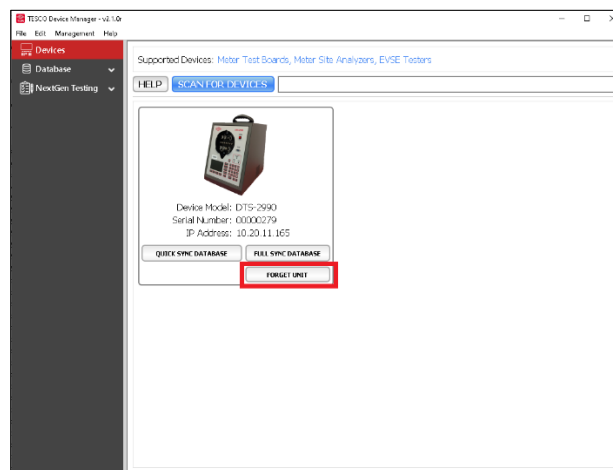 TESCO Device Manager - v2.1.0r
File Edit Management Help
Devices
Database
NextGen Testing
Supported Devices: Meter Test Boards, Meter Site Analyzers, EVSE Testers
HELP SCAN FOR DEVICES
Device Model: DTS-2990
Serial Number: 00000279
IP Address: 10.20.11.165
QUICK SYNC DATABASE FULL SYNC DATABASE
FORGET UNIT